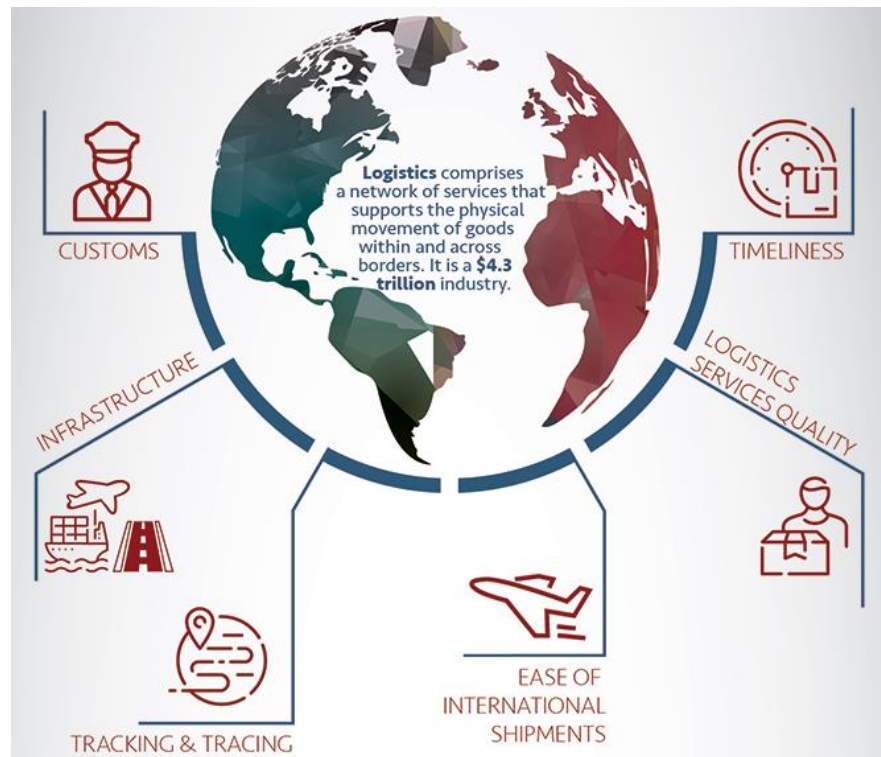 Logistics comprises
a network of services that
supports the physical
movement of goods
within and across
borders. It is a $4.3
trillion industry.
CUSTOMS
TIMELINESS
INFRASTRUCTURE
LOGISTICS
SERVICES QUALITY
TRACKING & TRACING
EASE OF
INTERNATIONAL
SHIPMENTS